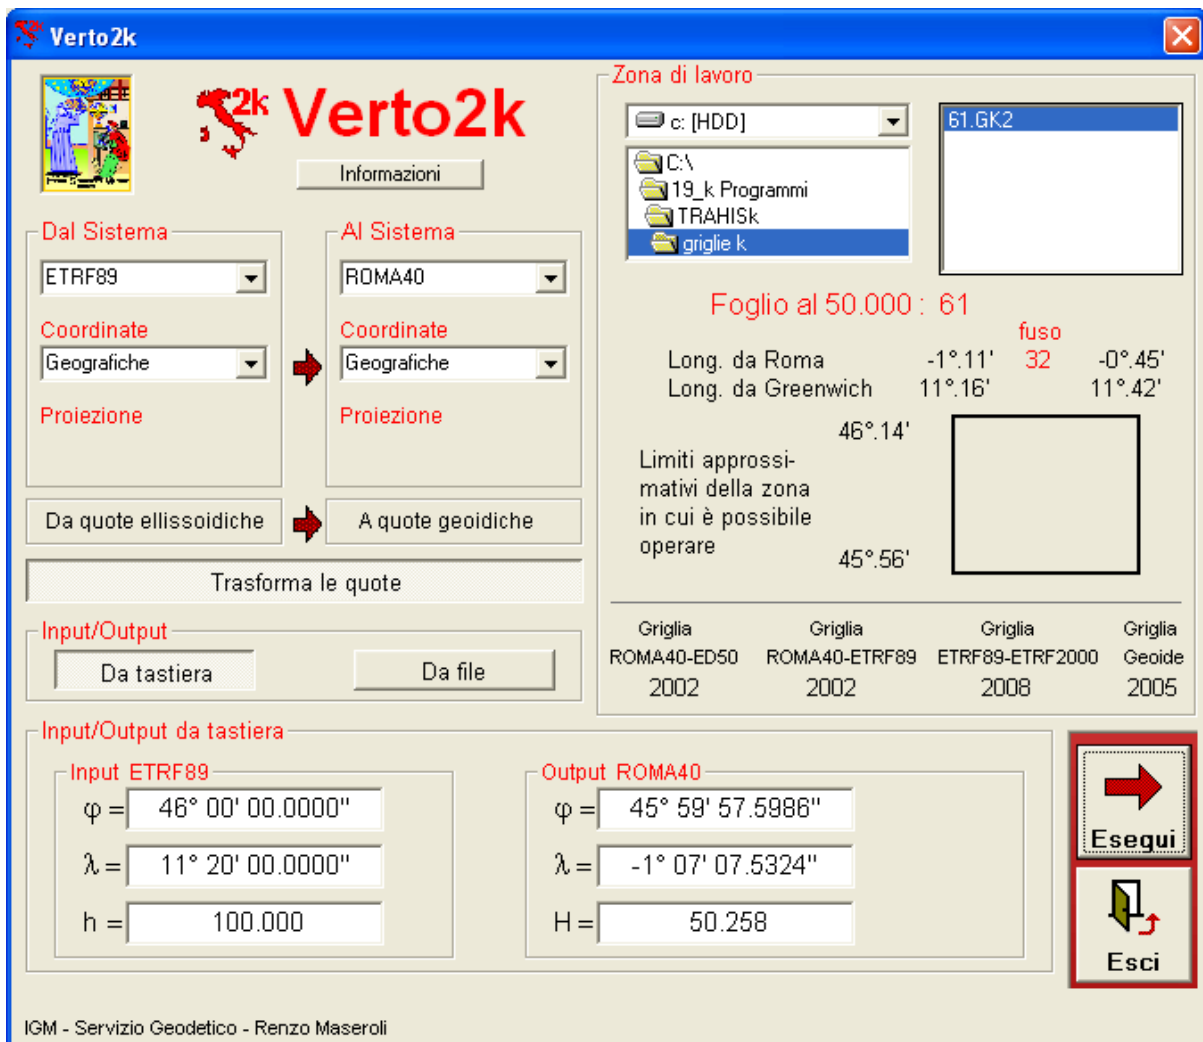 Verto2k
2k Verto2k
Informazioni
Dal Sistema
ETRF89
Coordinate
Geografiche
Proiezione
Al Sistema
ROMA40
Coordinate
Geografiche
Proiezione
Da quote ellissoidiche
A quote geoidiche
Trasforma le quote
Input/Output
Da tastiera
Da file
Zona di lavoro
c: [HDD]
C:\
19_k Programmi
TRAHISk
griglie k
61.GK2
Foglio al 50.000 : 61
fuso
Long. da Roma -1°.11' 32 -0°.45'
Long. da Greenwich 11°.16' 11°.42'
46°.14'
Limiti approssi-
mativi della zona
in cui è possibile
operare
45°.56'
Griglia Griglia Griglia Griglia
ROMA40-ED50 ROMA40-ETRF89 ETRF89-ETRF2000 Geoide
2002 2002 2008 2005
Input/Output da tastiera
Input ETRF89
φ = 46° 00' 00.0000"
λ = 11° 20' 00.0000"
h = 100.000
Output ROMA40
φ = 45° 59' 57.5986"
λ = -1° 07' 07.5324"
H = 50.258
Esegui
Esci
IGM - Servizio Geodetico - Renzo Maseroli